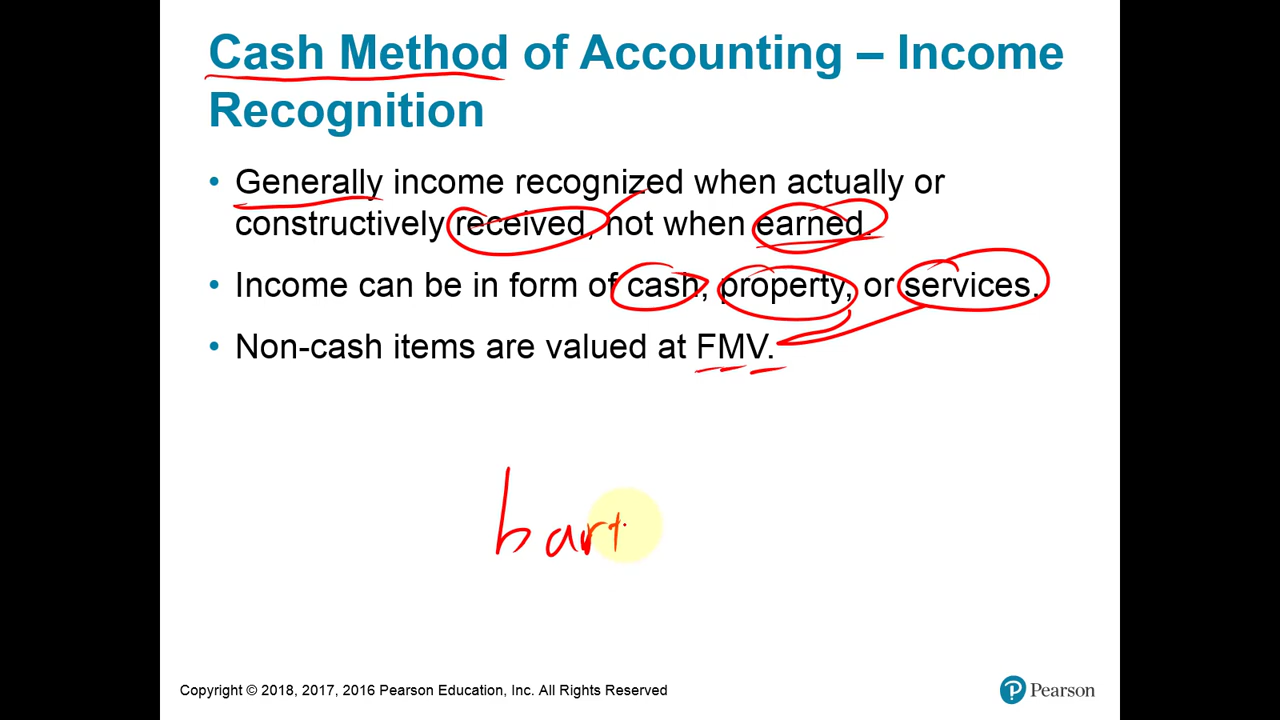 Cash Method of Accounting – Income
Recognition
• Generally income recognized when actually or
constructively received, not when earned.
• Income can be in form of cash, property, or services.
• Non-cash items are valued at FMV.
bart
Copyright © 2018, 2017, 2016 Pearson Education, Inc. All Rights Reserved
P Pearson